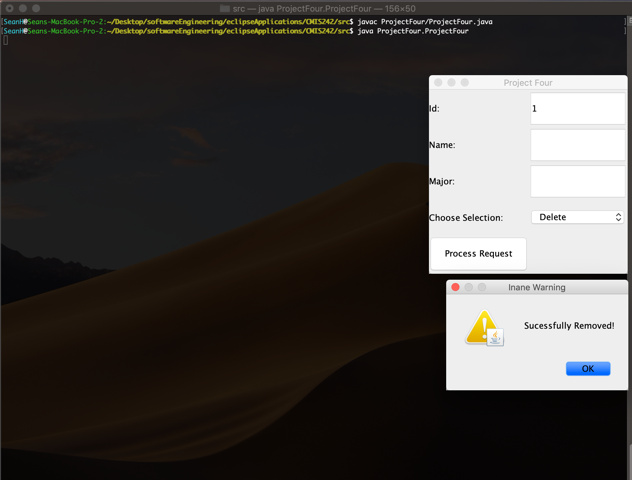 src — java ProjectFour.ProjectFour — 156×50
[SeanH@Seans-MacBook-Pro-2:~/Desktop/softwareEngineering/eclipseApplications/CMIS242/src$ javac ProjectFour/ProjectFour.java
[SeanH@Seans-MacBook-Pro-2:~/Desktop/softwareEngineering/eclipseApplications/CMIS242/src$ java ProjectFour.ProjectFour
Project Four
Id: 1
Name:
Major:
Choose Selection: Delete
Process Request
Inane Warning
Sucessfully Removed!
OK